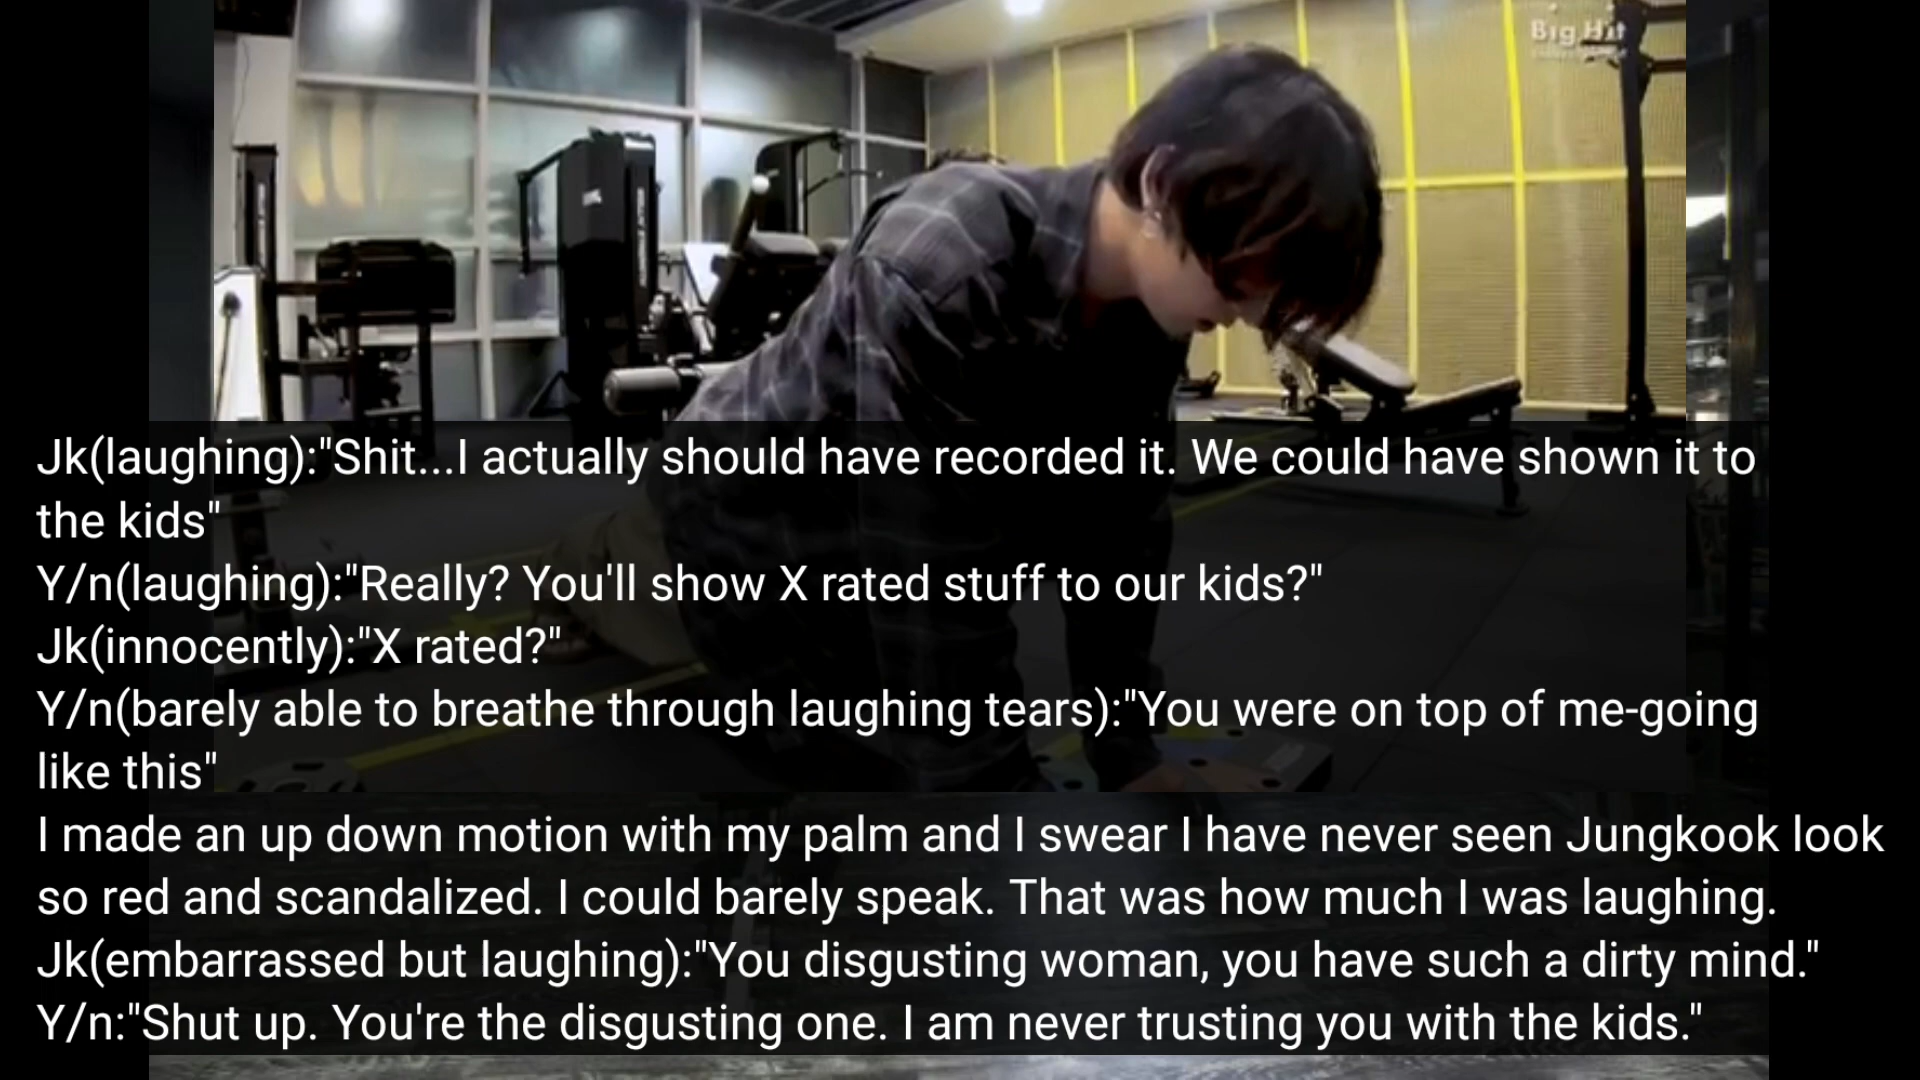 Big Hit
Jk(laughing):"Shit...I actually should have recorded it. We could have shown it to
the kids"
Y/n(laughing):"Really? You'll show X rated stuff to our kids?"
Jk(innocently):"X rated?"
Y/n(barely able to breathe through laughing tears):"You were on top of me-going
like this"
I made an up down motion with my palm and I swear I have never seen Jungkook look
so red and scandalized. I could barely speak. That was how much I was laughing.
Jk(embarrassed but laughing):"You disgusting woman, you have such a dirty mind."
Y/n:"Shut up. You're the disgusting one. I am never trusting you with the kids."